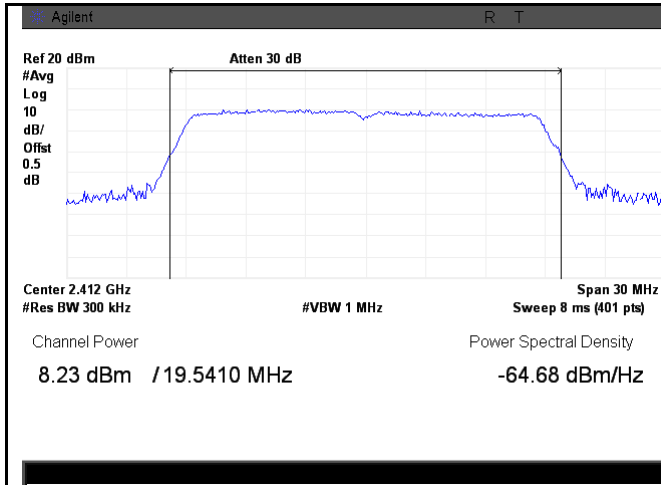 Agilent R T
Ref 20 dBm Atten 30 dB
#Avg
Log
10
dB/
Offst
0.5
dB
Center 2.412 GHz Span 30 MHz
#Res BW 300 kHz #VBW 1 MHz Sweep 8 ms (401 pts)
Channel Power Power Spectral Density
8.23 dBm / 19.5410 MHz -64.68 dBm/Hz